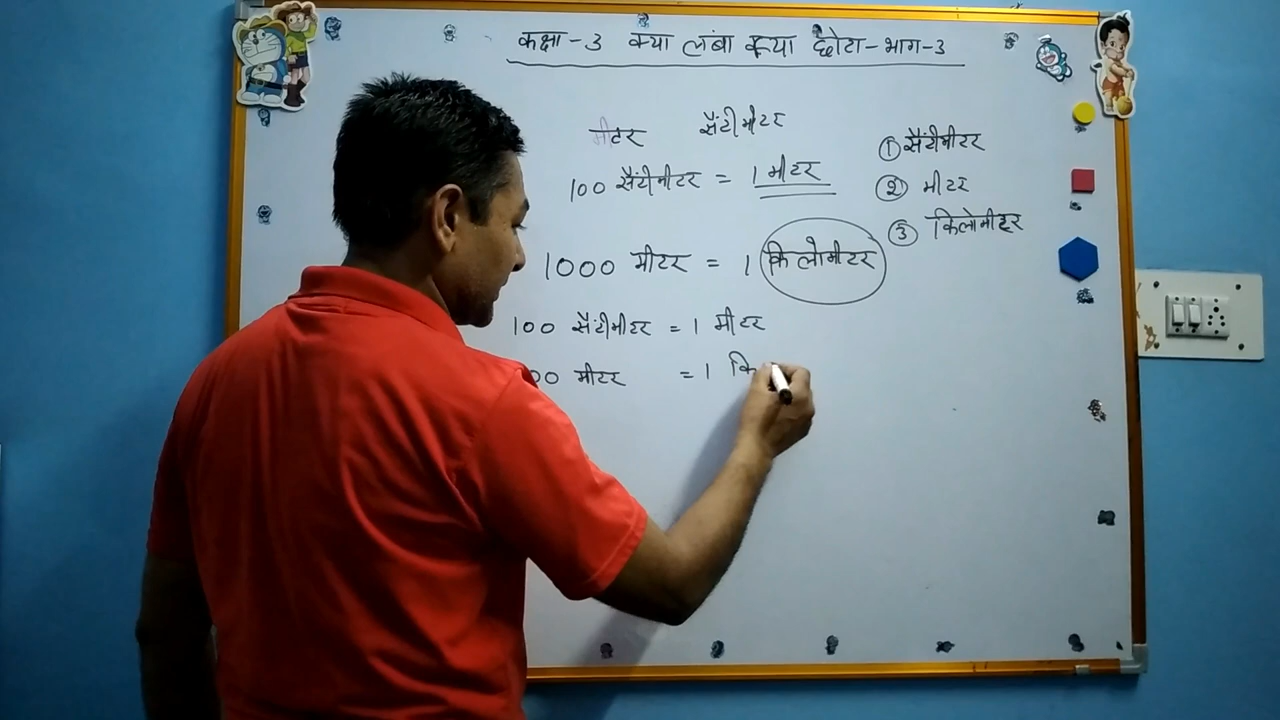 कक्षा-3 क्या लंबा क्या छोटा-भाग-3
मीटर सैंटीमीटर
100 सैंटीमीटर = 1 मीटर
1000 मीटर = 1 किलोमीटर
100 सैंटीमीटर = 1 मीटर
00 मीटर = 1 कि
① सैंटीमीटर
② मीटर
③ किलोमीटर